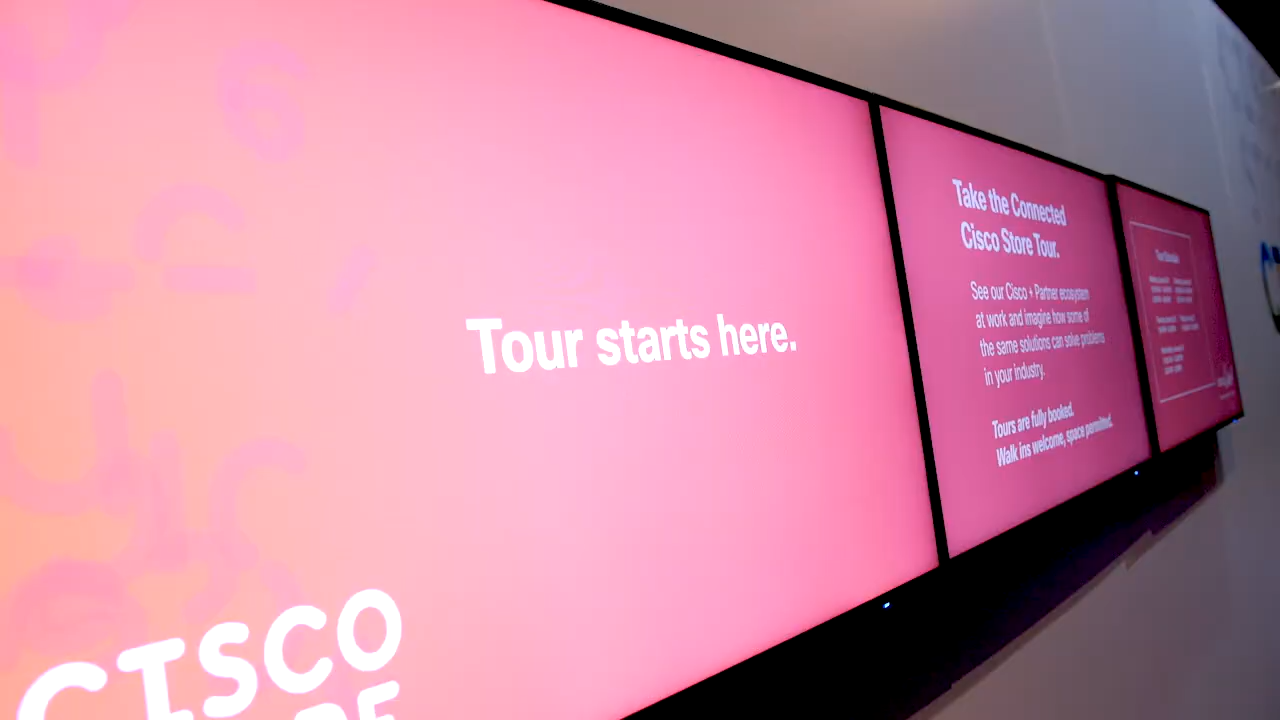 Tour starts here.
CISCO
Take the Connected
Cisco Store Tour.
See our Cisco + Partner ecosystem
at work and imagine how some of
the same solutions can solve problems
in your industry.
Tours are fully booked.
Walk ins welcome, space permitted.
Tour Schedule